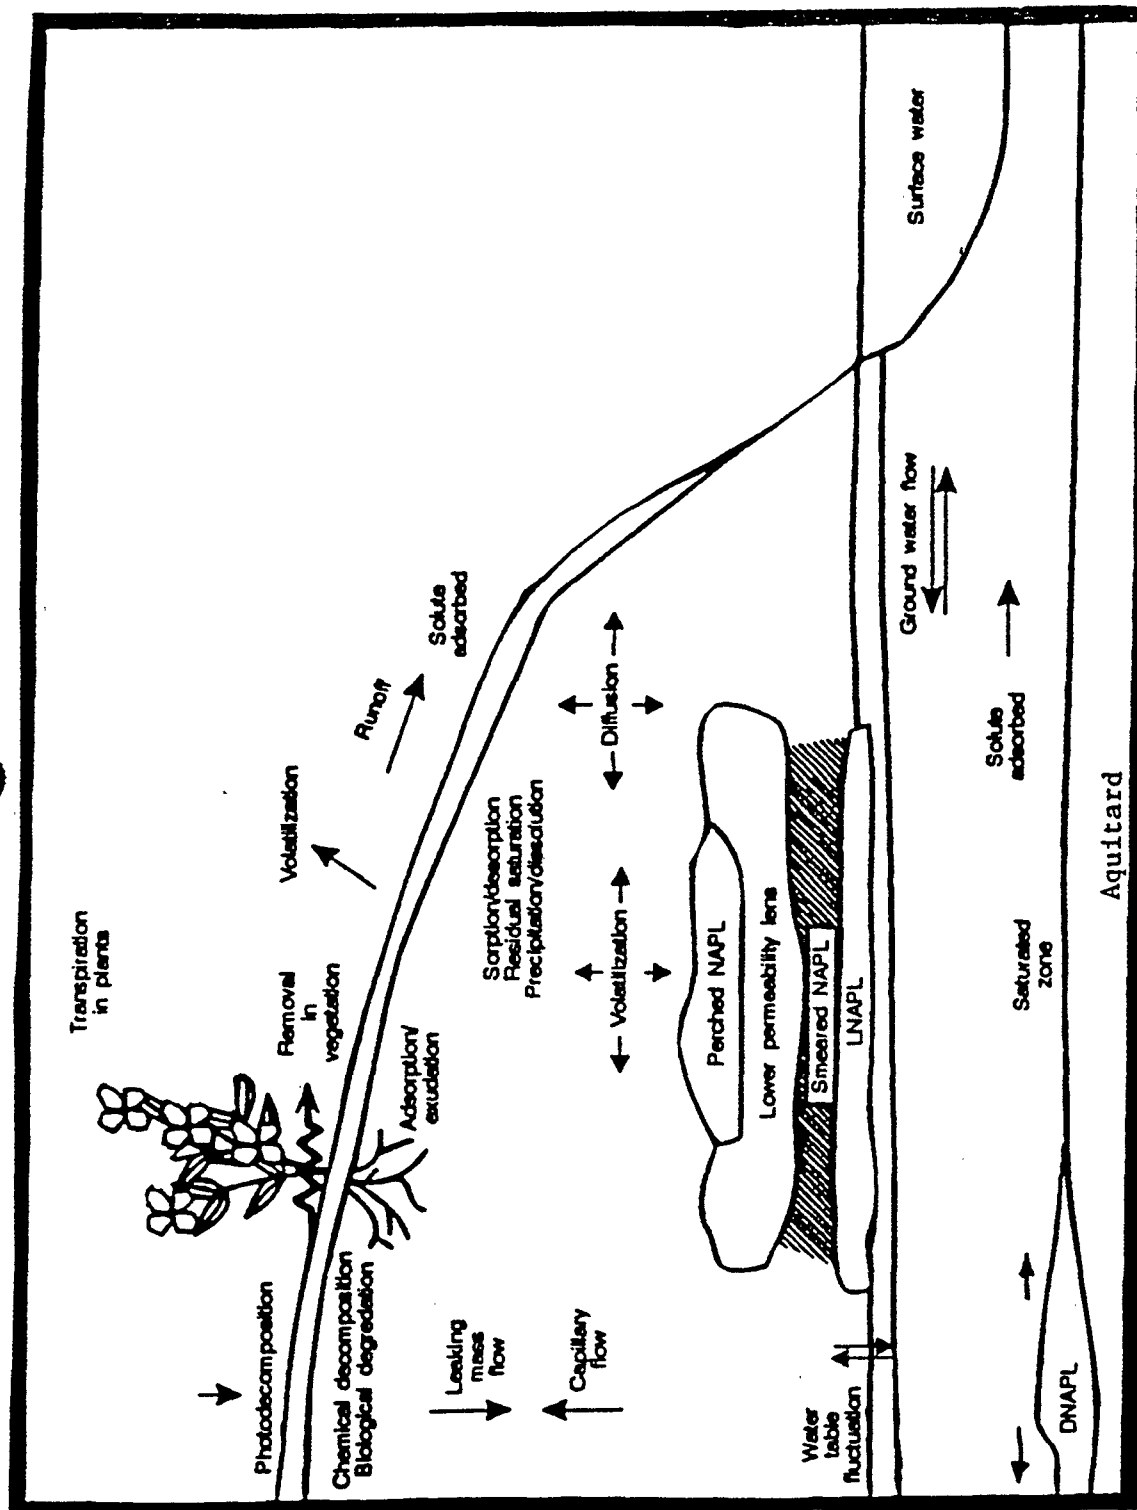 Transpiration
in plants
Photodecomposition
Removal
in
vegetation
Volatilization
Runoff
Solute
adsorbed
Chemical decomposition
Biological degredation
Adsorption/
exudation
Leaking
mass
flow
Capillary
flow
Sorption/desorption
Residual saturation
Precipitation/dissolution
Volatilization
Diffusion
Perched NAPL
Lower permeability lens
Smeared NAPL
LNAPL
Water
table
fluctuation
Ground water flow
Surface water
DNAPL
Saturated
zone
Solute
adsorbed
Aquitard